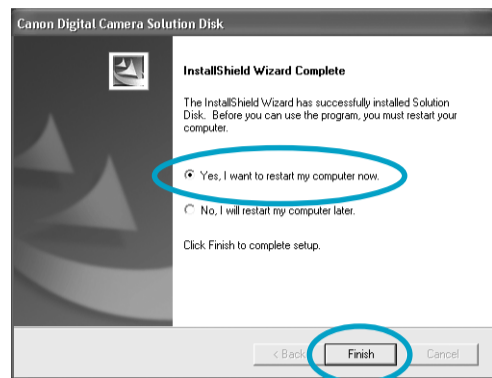 Canon Digital Camera Solution Disk
InstallShield Wizard Complete
The InstallShield Wizard has successfully installed Solution
Disk. Before you can use the program, you must restart your
computer.
Yes, I want to restart my computer now.
No, I will restart my computer later.
Click Finish to complete setup.
< Back
Finish
Cancel